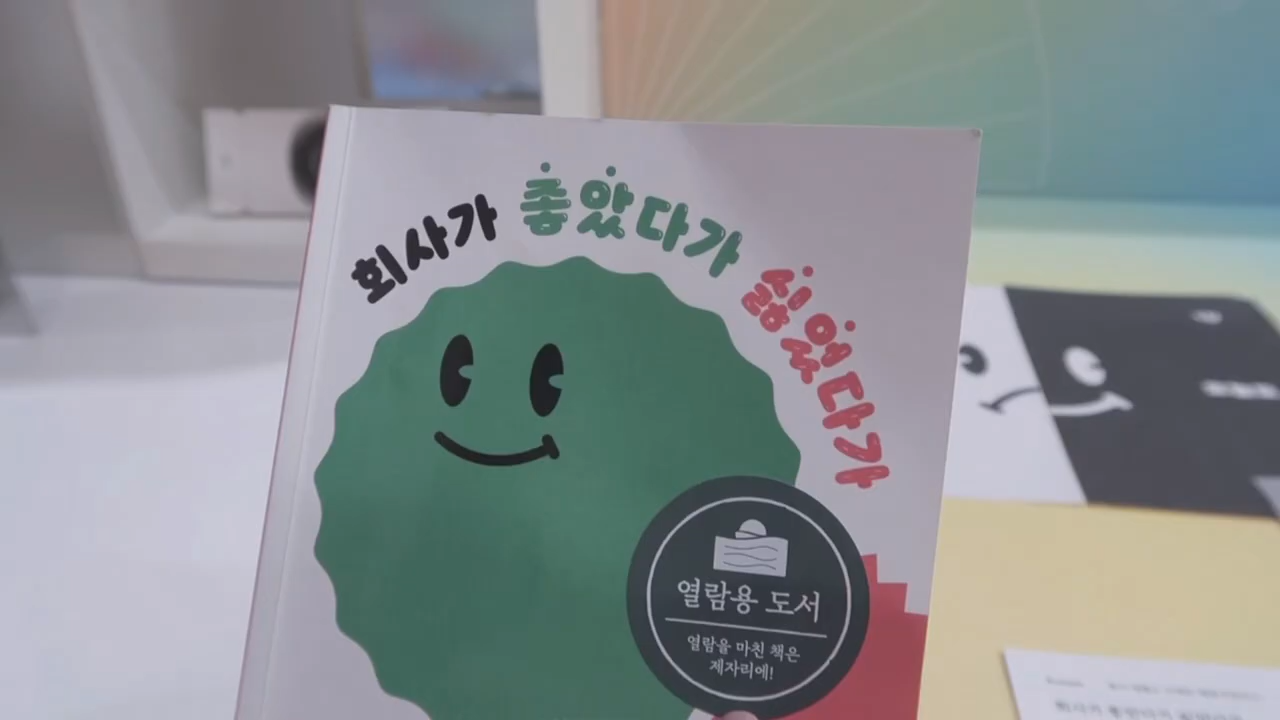 회사가 좋았다가 싫었다가
열람용 도서
열람을 마친 책은
제자리에!